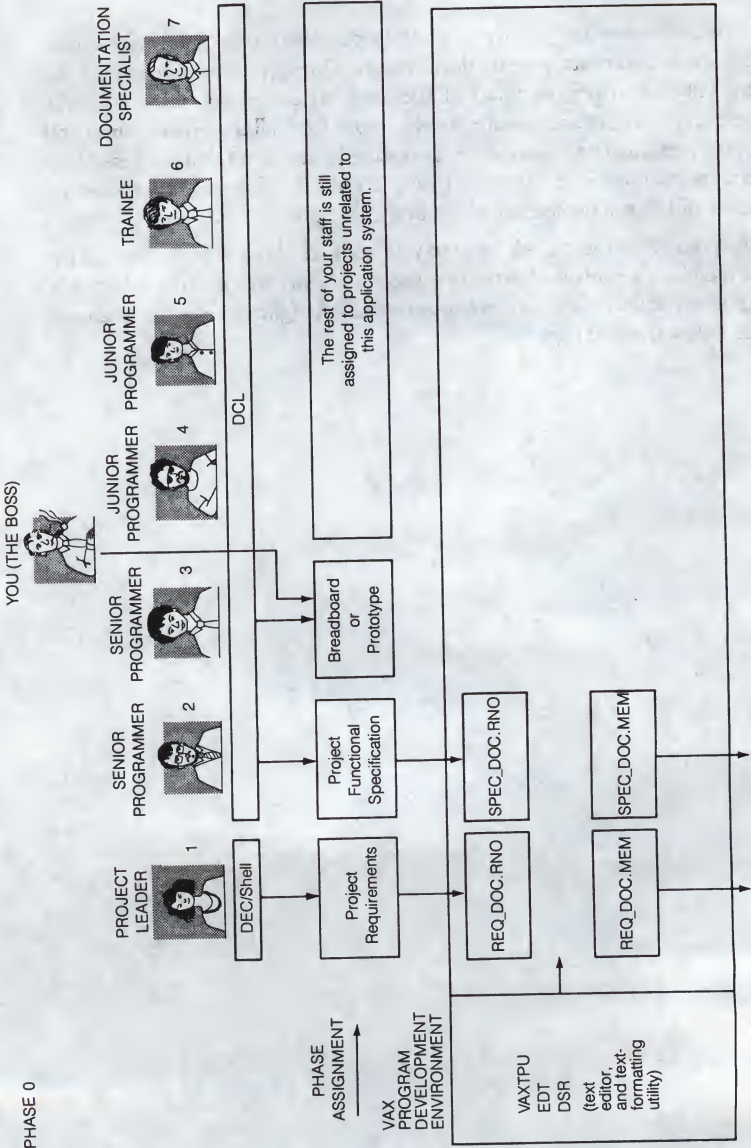 PHASE 0
YOU (THE BOSS)
PROJECT
LEADER
1
SENIOR
PROGRAMMER
2
SENIOR
PROGRAMMER
3
JUNIOR
PROGRAMMER
4
JUNIOR
PROGRAMMER
5
TRAINEE
6
DOCUMENTATION
SPECIALIST
7
DEC/Shell
DCL
PHASE
ASSIGNMENT
Project
Requirements
Project
Functional
Specification
Breadboard
or
Prototype
The rest of your staff is still
assigned to projects unrelated to
this application system.
VAX
PROGRAM
DEVELOPMENT
ENVIRONMENT
VAXTPU
EDT
DSR
(text
editor,
and text-
formatting
utility)
REQ_DOC.RNO
SPEC_DOC.RNO
REQ_DOC.MEM
SPEC_DOC.MEM